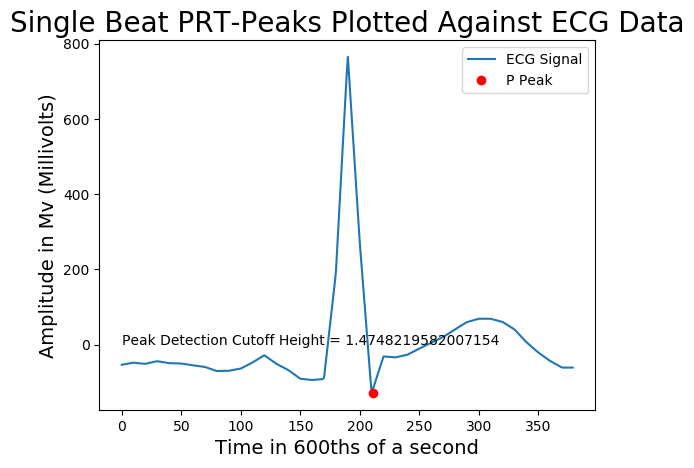 Single Beat PRT-Peaks Plotted Against ECG Data
800
600
400
200
0
Amplitude in Mv (Millivolts)
ECG Signal
P Peak
Peak Detection Cutoff Height = 1.4748219582007154
0 50 100 150 200 250 300 350
Time in 600ths of a second